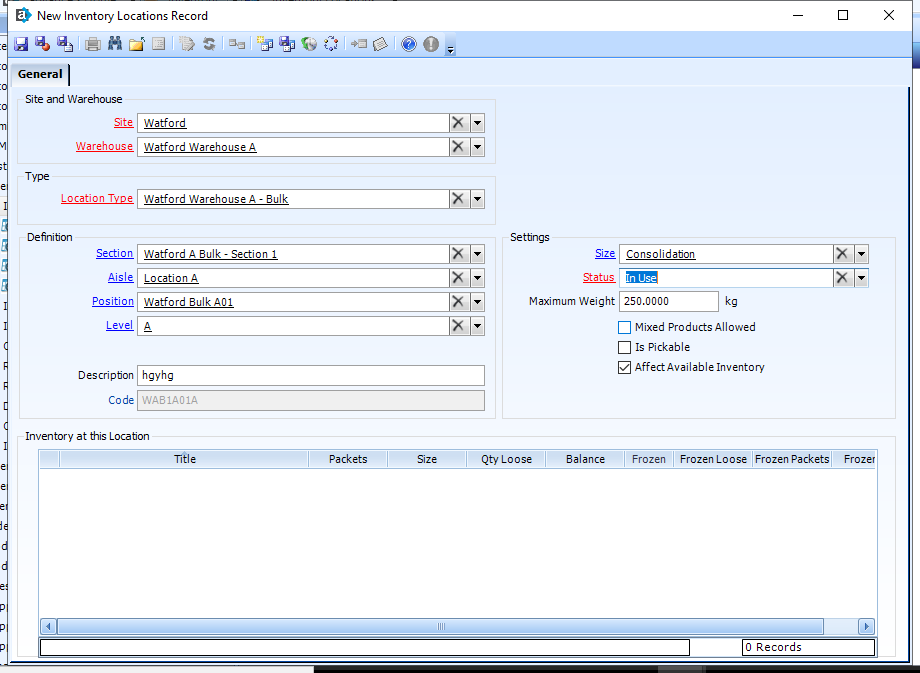 New Inventory Locations Record
General
Site and Warehouse
Site Watford
Warehouse Watford Warehouse A
Type
Location Type Watford Warehouse A - Bulk
Definition
Section Watford A Bulk - Section 1
Aisle Location A
Position Watford Bulk A01
Level A
Description hgyhg
Code WAB1A01A
Settings
Size Consolidation
Status In Use
Maximum Weight 250.0000 kg
Mixed Products Allowed
Is Pickable
Affect Available Inventory
Inventory at this Location
Title Packets Size Qty Loose Balance Frozen Frozen Loose Frozen Packets Frozer
0 Records